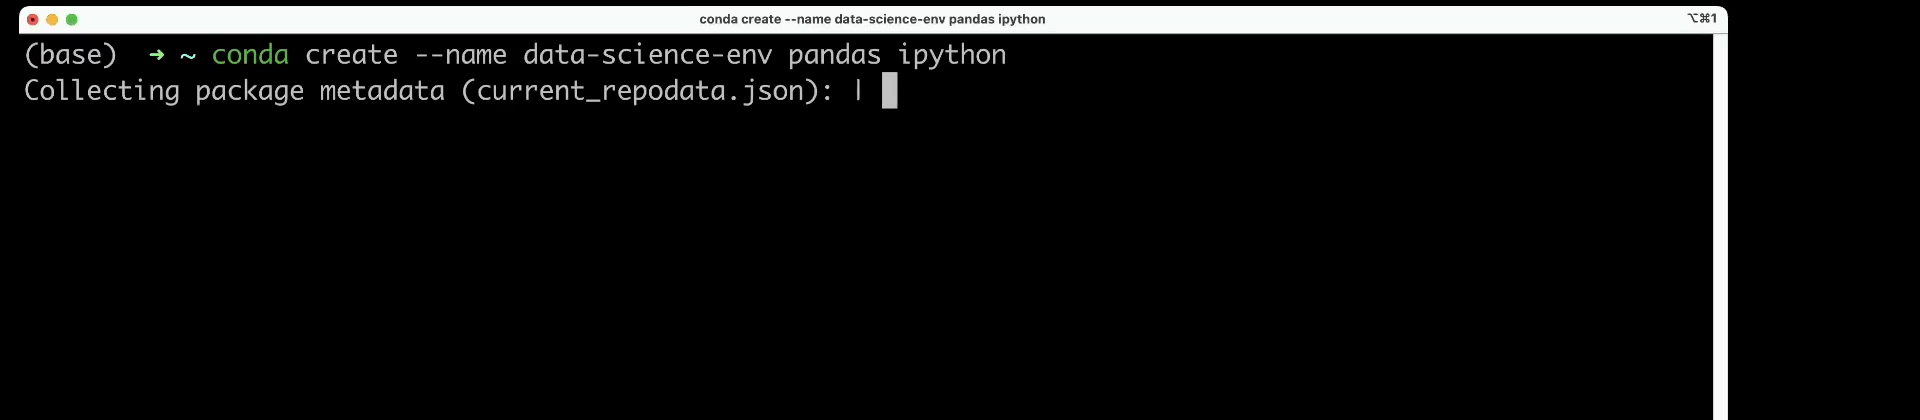 conda create --name data-science-env pandas ipython
⌥⌘1
(base) ➜ ~ conda create --name data-science-env pandas ipython
Collecting package metadata (current_repodata.json): |